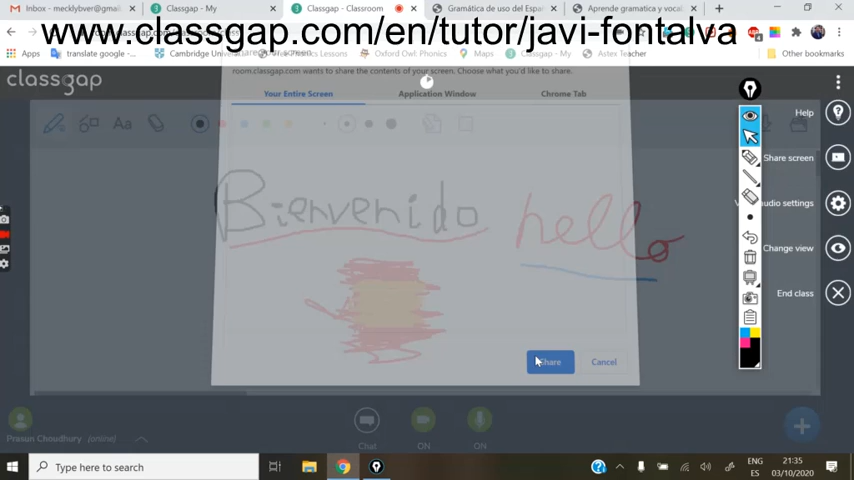 Inbox - mecklybver@gmail
Classgap - My
Classgap - Classroom
Gramática de uso del Espan
Aprende gramatica y vocal
www.classgap.com/en/tutor/javi-fontalva
Apps
translate google...
Cambridge
Oxford Owl: Phonics
Maps
Classgap - My
Astex Teacher
Other bookmarks
classgap
room.classgap.com wants to share the contents of your screen. Choose what you'd like to share.
Your Entire Screen
Application Window
Chrome Tab
Aa
Help
Share screen
audio settings
Change view
End class
Bienvenido
hello
Share
Cancel
Prasun Choudhury (online)
Chat
ON
ON
Type here to search
ENG
ES
21:35
03/10/2020